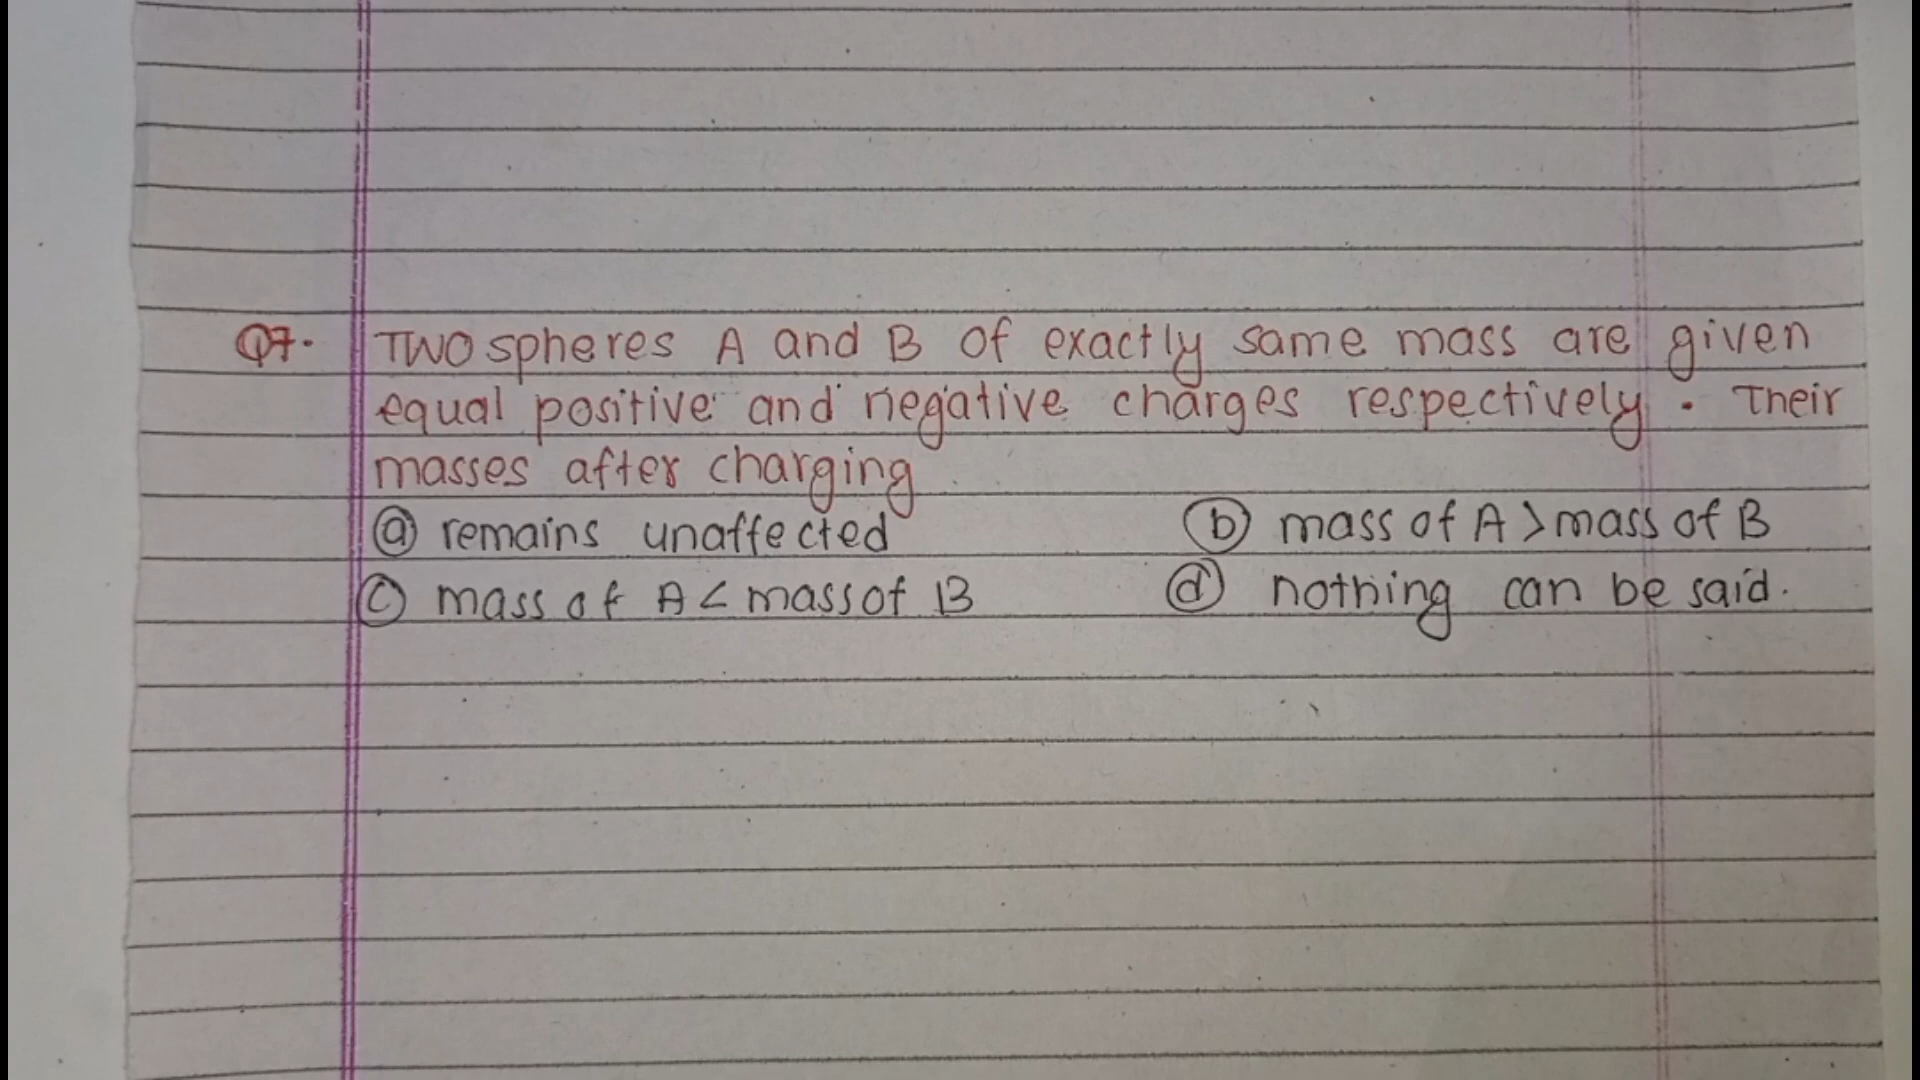 Q7. Two spheres A and B of exactly same mass are given
equal positive and negative charges respectively. Their
masses after charging
ⓐ remains unaffected ⓑ mass of A > mass of B
ⓒ mass of A < mass of B ⓓ nothing can be said.